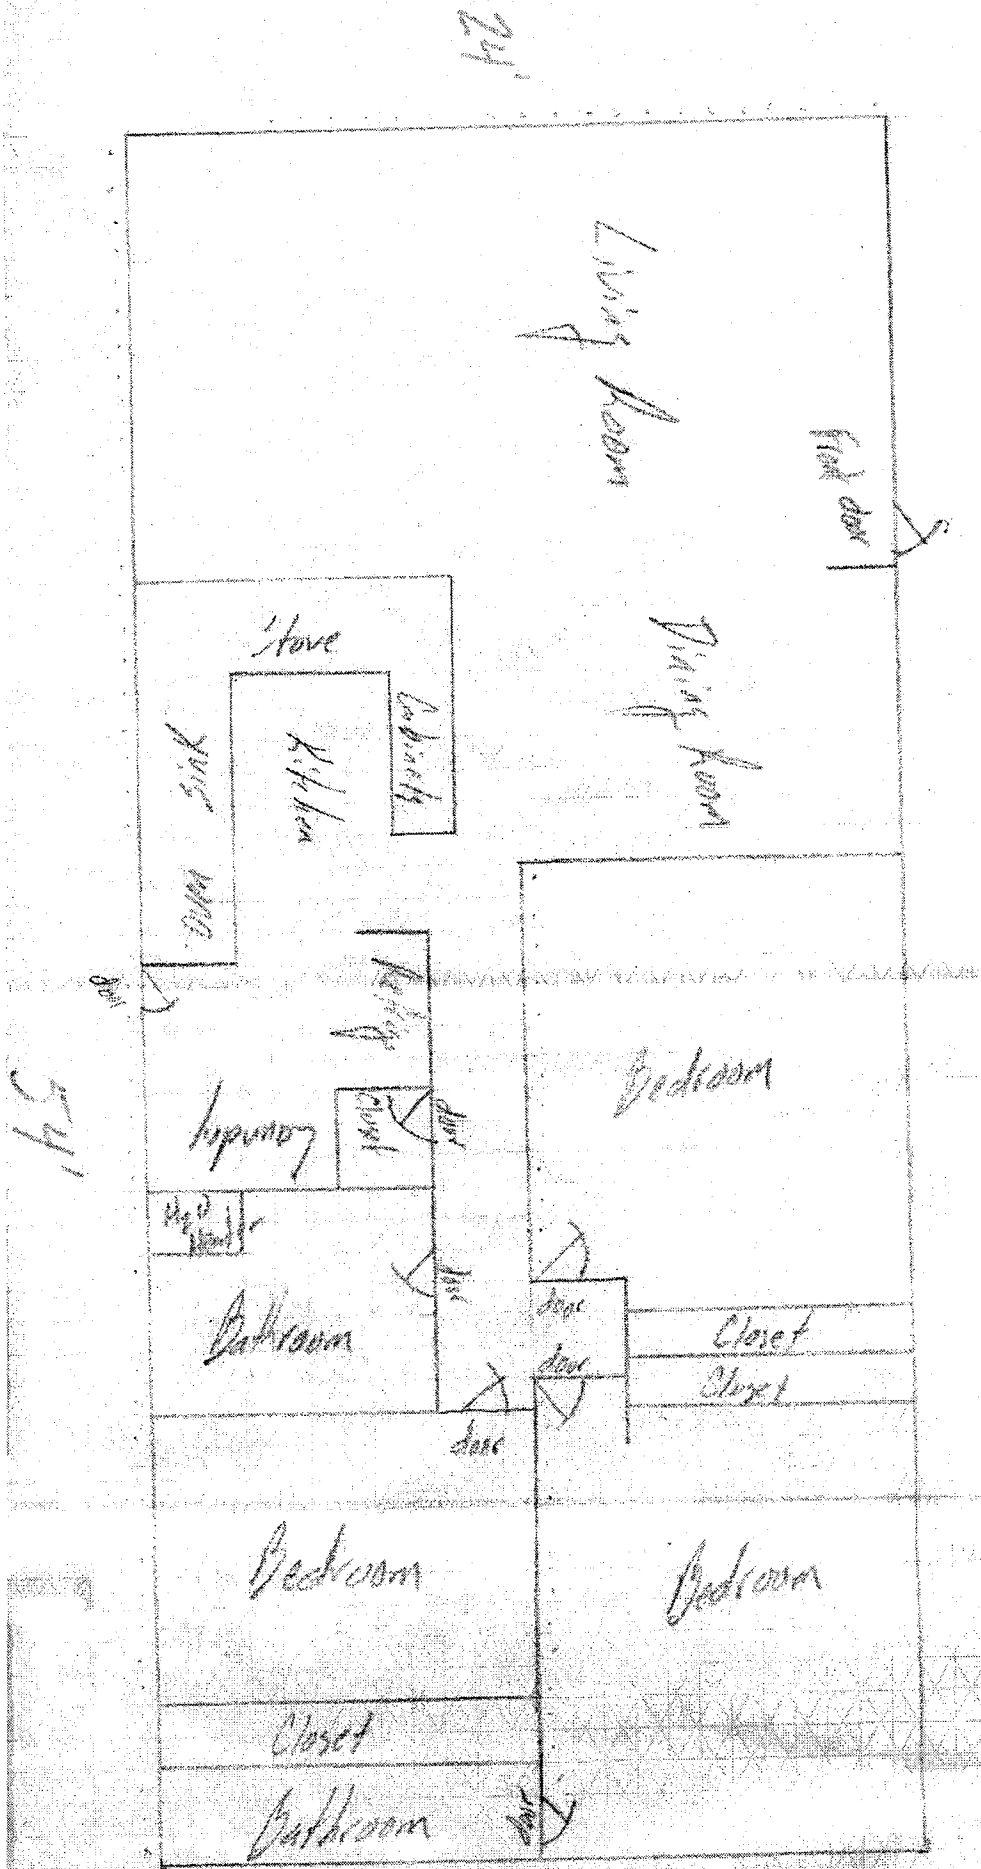 24'
Living Room
front door
Dining Room
Stove
Cabinets
Sink
Kitchen
door
54'
Bedroom
Laundry
Closet
door
door
Bathroom
door
door
Closet
Closet
door
Bedroom
Bedroom
Closet
Bathroom
door